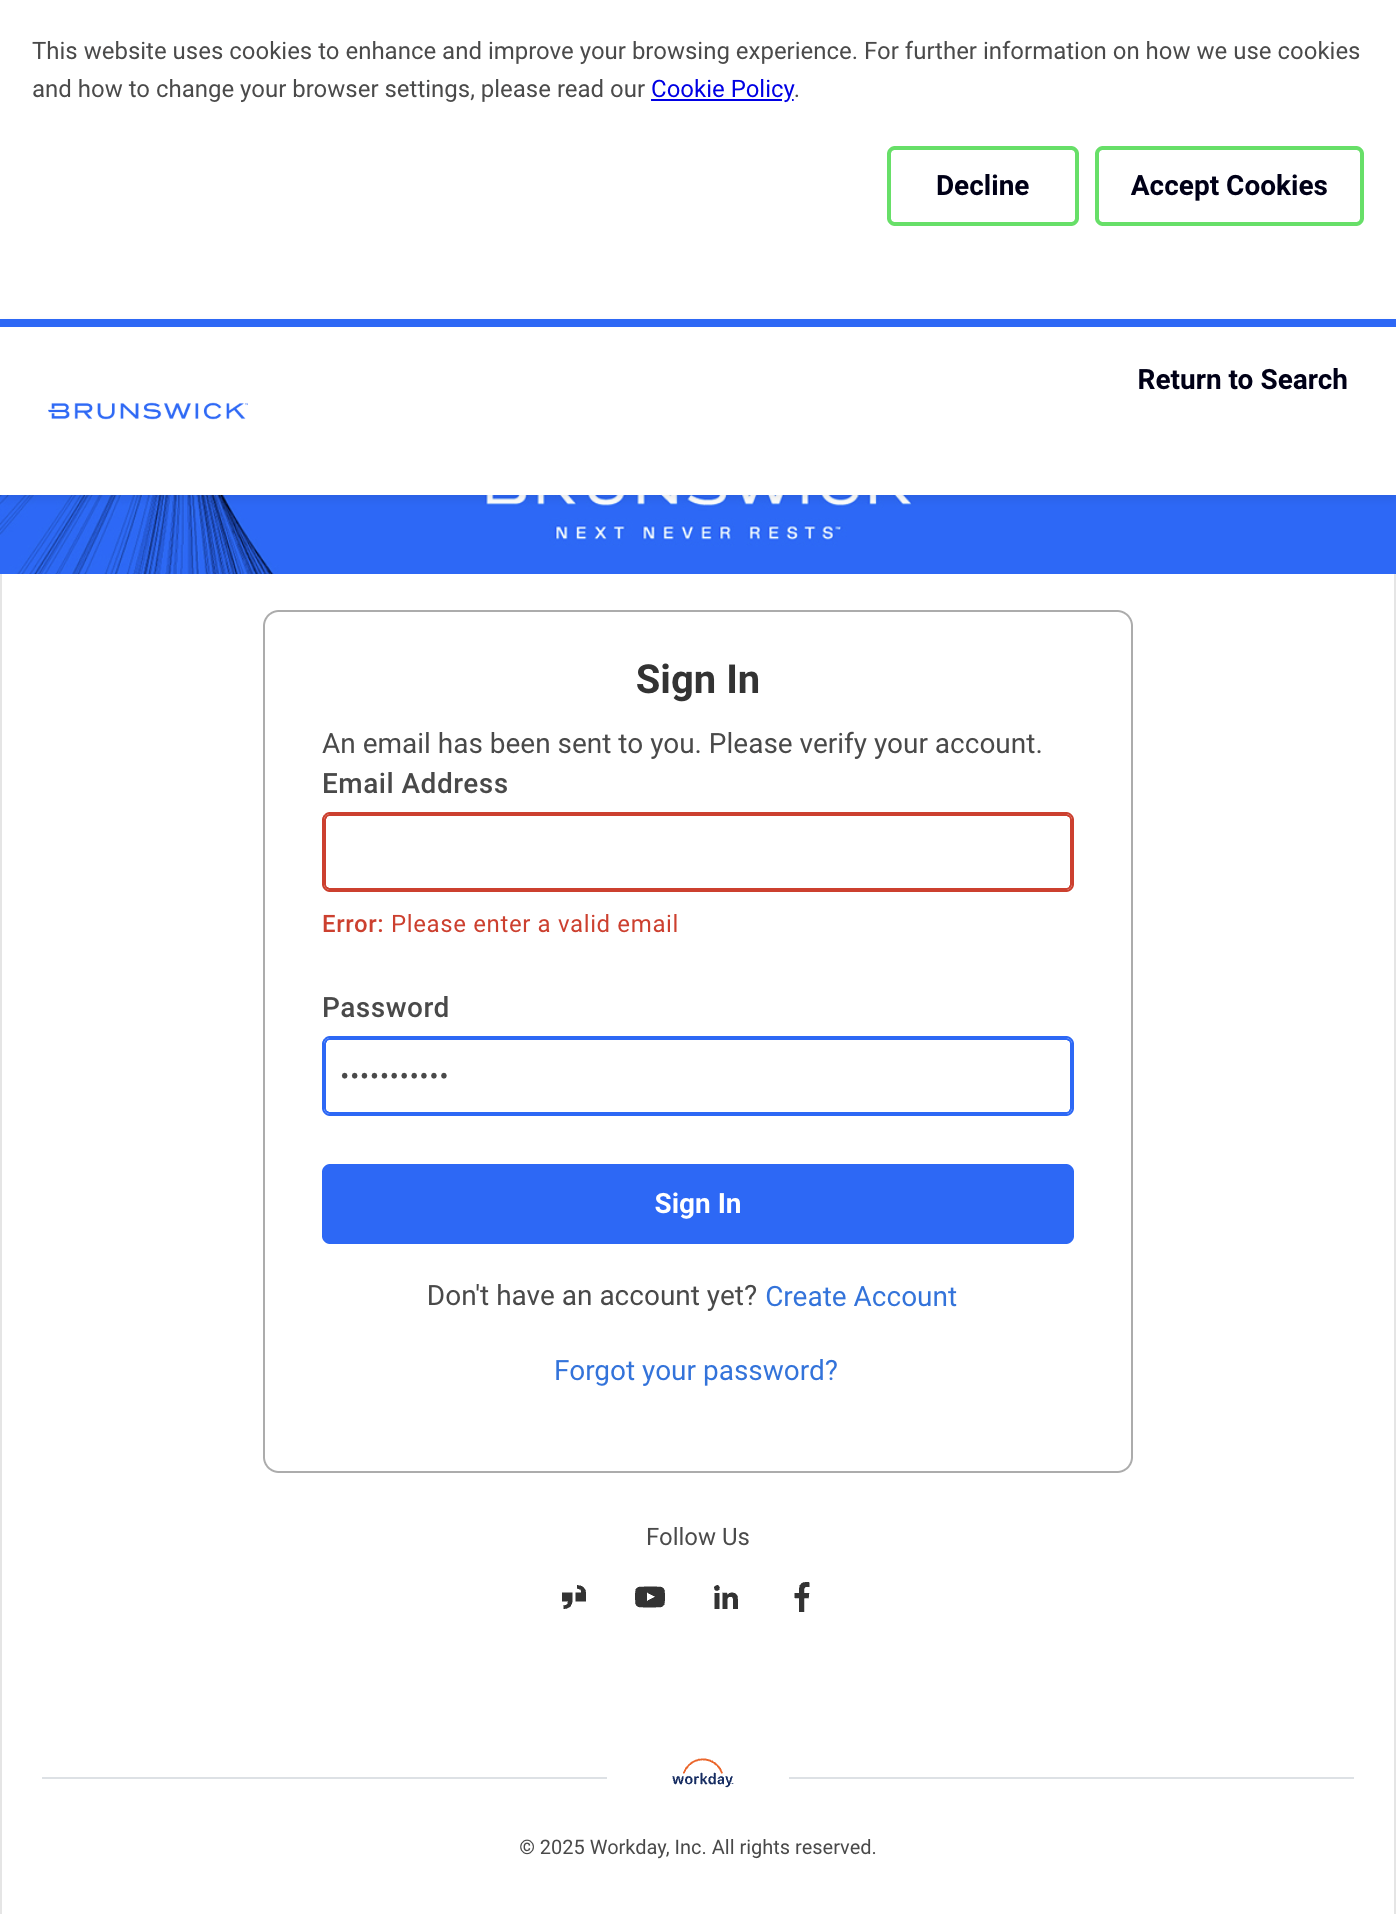 This website uses cookies to enhance and improve your browsing experience. For further information on how we use cookies
and how to change your browser settings, please read our Cookie Policy.
Decline
Accept Cookies
Return to Search
BRUNSWICK™
BRUNSWICK
NEXT NEVER RESTS™
Sign In
An email has been sent to you. Please verify your account.
Email Address
Error: Please enter a valid email
Password
•••••••••••
Sign In
Don't have an account yet? Create Account
Forgot your password?
Follow Us
workday.
© 2025 Workday, Inc. All rights reserved.